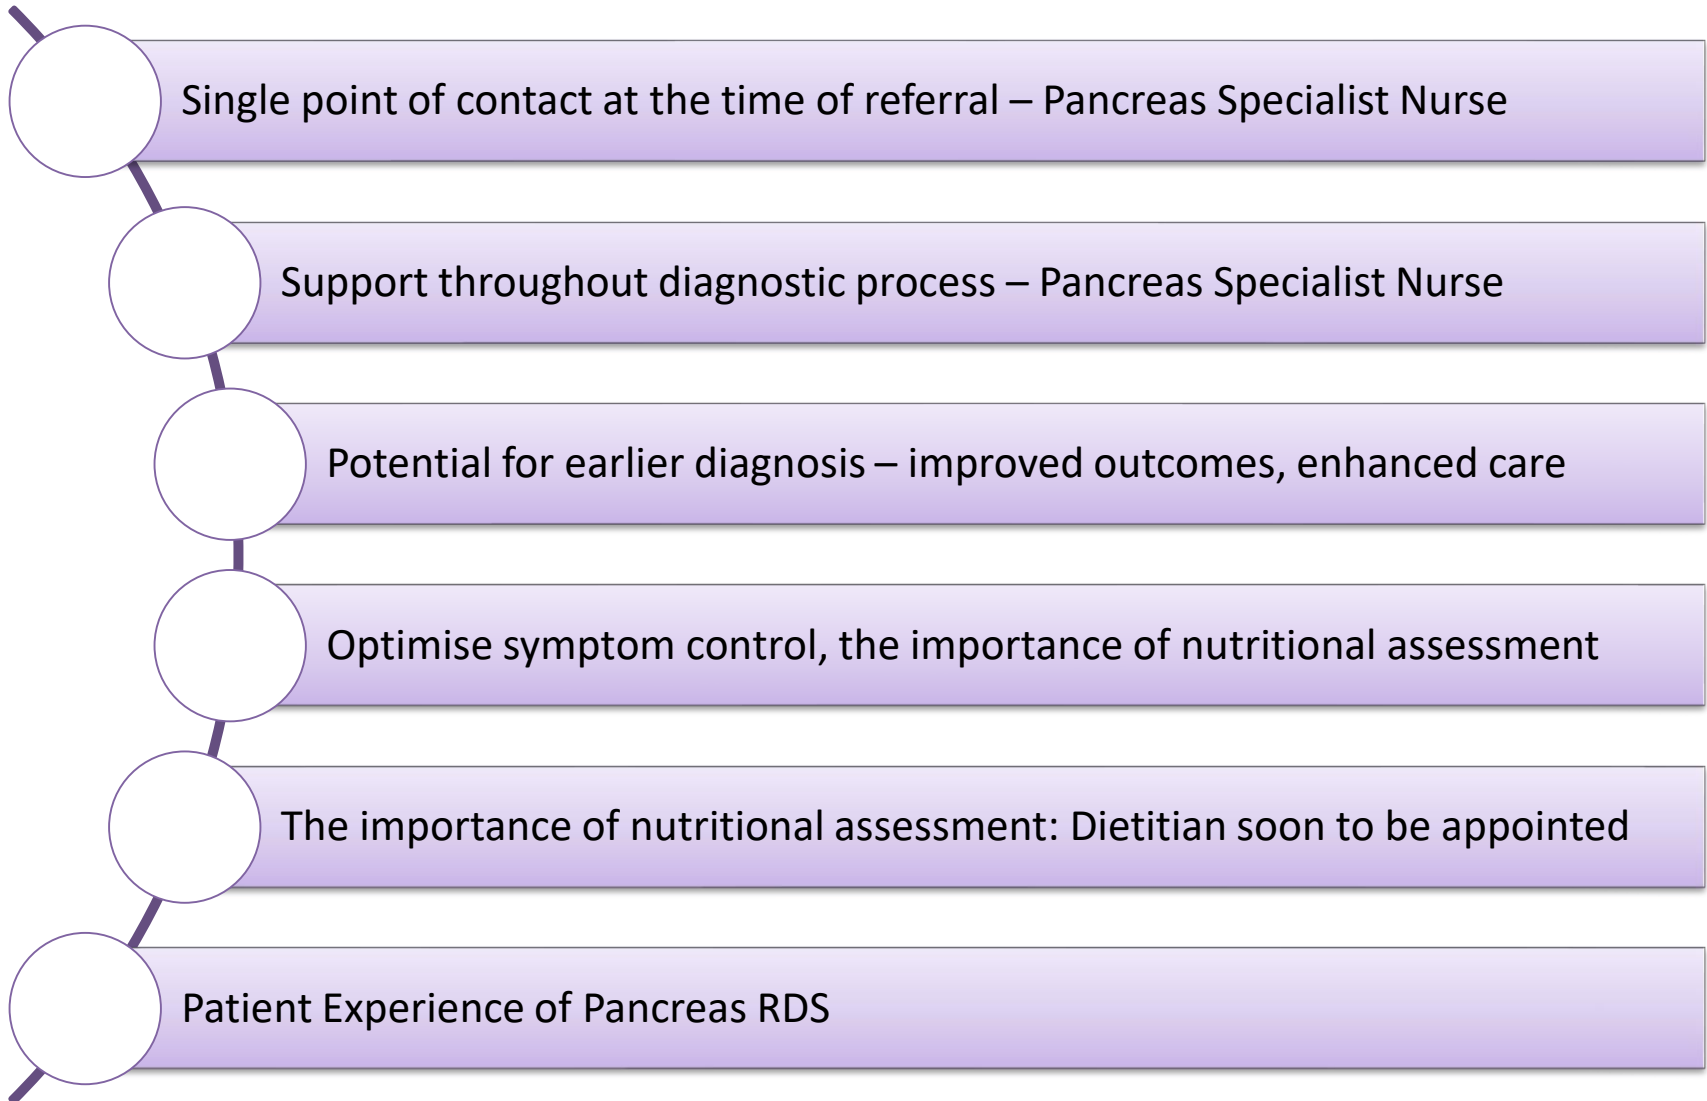 Single point of contact at the time of referral – Pancreas Specialist Nurse
Support throughout diagnostic process – Pancreas Specialist Nurse
Potential for earlier diagnosis – improved outcomes, enhanced care
Optimise symptom control, the importance of nutritional assessment
The importance of nutritional assessment: Dietitian soon to be appointed
Patient Experience of Pancreas RDS